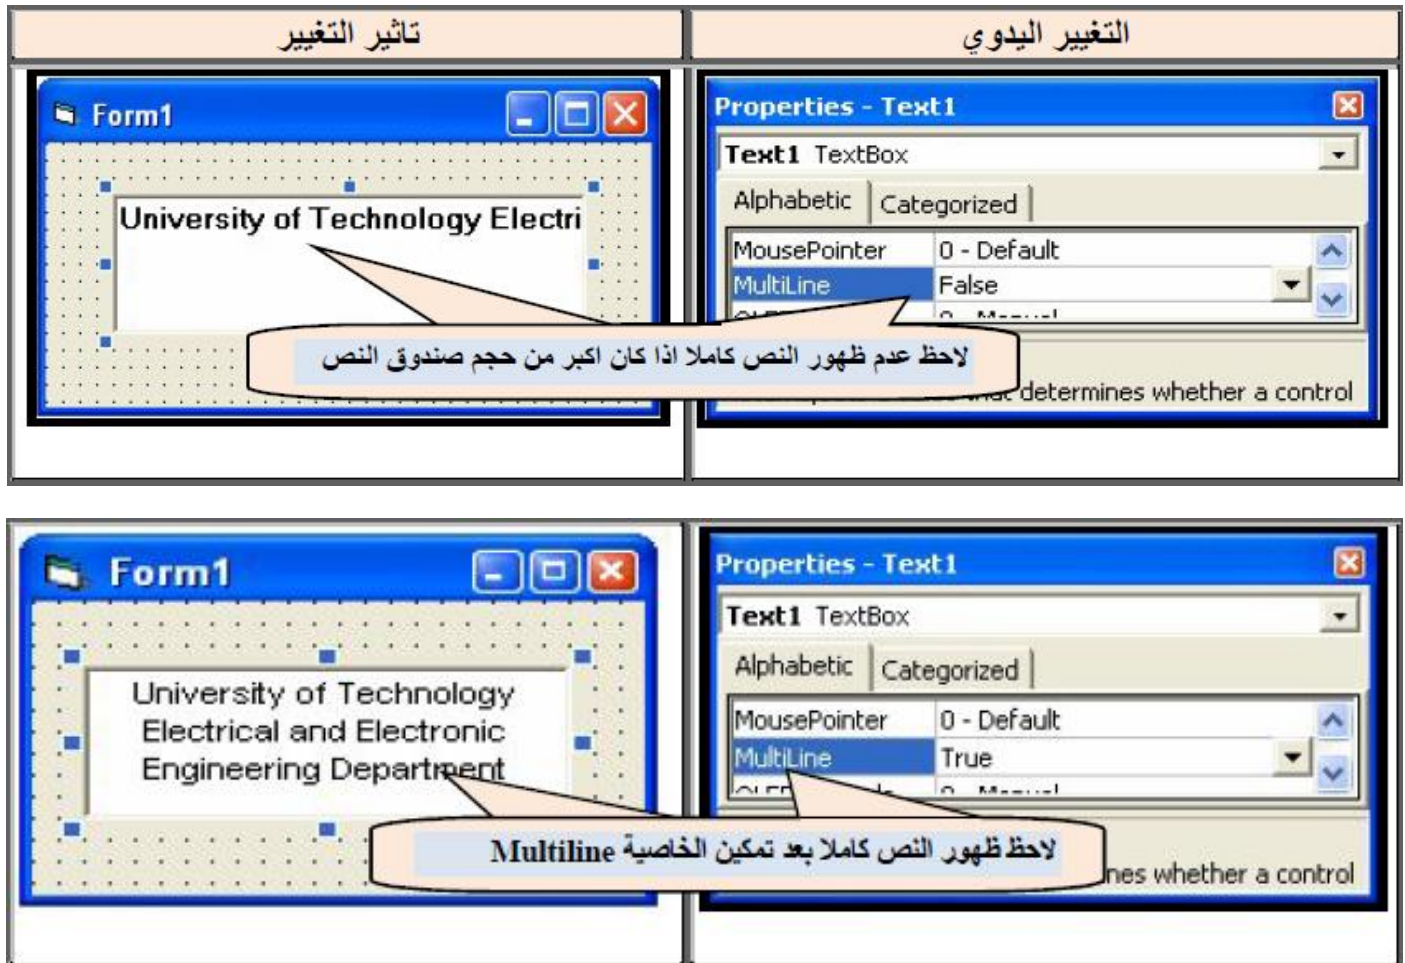 التغيير اليدوي
تاثير التغيير
Form1
University of Technology Electri
Properties - Text1
Text1 TextBox
Alphabetic Categorized
MousePointer 0 - Default
MultiLine False
لاحظ عدم ظهور النص كاملا اذا كان اكبر من حجم صندوق النص
determines whether a control
Form1
University of Technology
Electrical and Electronic
Engineering Department
Properties - Text1
Text1 TextBox
Alphabetic Categorized
MousePointer 0 - Default
MultiLine True
لاحظ ظهور النص كاملا بعد تمكين الخاصية Multiline
nes whether a control